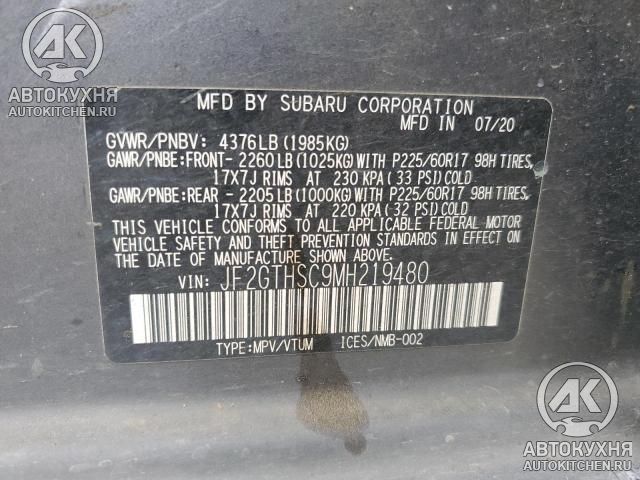 АК
АВТОКУХНЯ
AUTOKITCHEN.RU
MFD BY SUBARU CORPORATION
MFD IN 07/20
GVWR/PNBV: 4376LB(1985KG)
GAWR/PNBE:FRONT- 2260LB(1025KG)WITH P225/60R17 98H TIRES,
17X7J RIMS AT 230 KPA(33 PSI)COLD
GAWR/PNBE:REAR - 2205LB(1000KG)WITH P225/60R17 98H TIRES,
17X7J RIMS AT 220 KPA(32 PSI)COLD
THIS VEHICLE CONFORMS TO ALL APPLICABLE FEDERAL MOTOR
VEHICLE SAFETY AND THEFT PREVENTION STANDARDS IN EFFECT ON
THE DATE OF MANUFACTURE SHOWN ABOVE.
VIN: JF2GTHSC9MH219480
TYPE:MPV/VTUM ICES/NMB-002
АК
АВТОКУХНЯ
AUTOKITCHEN.RU